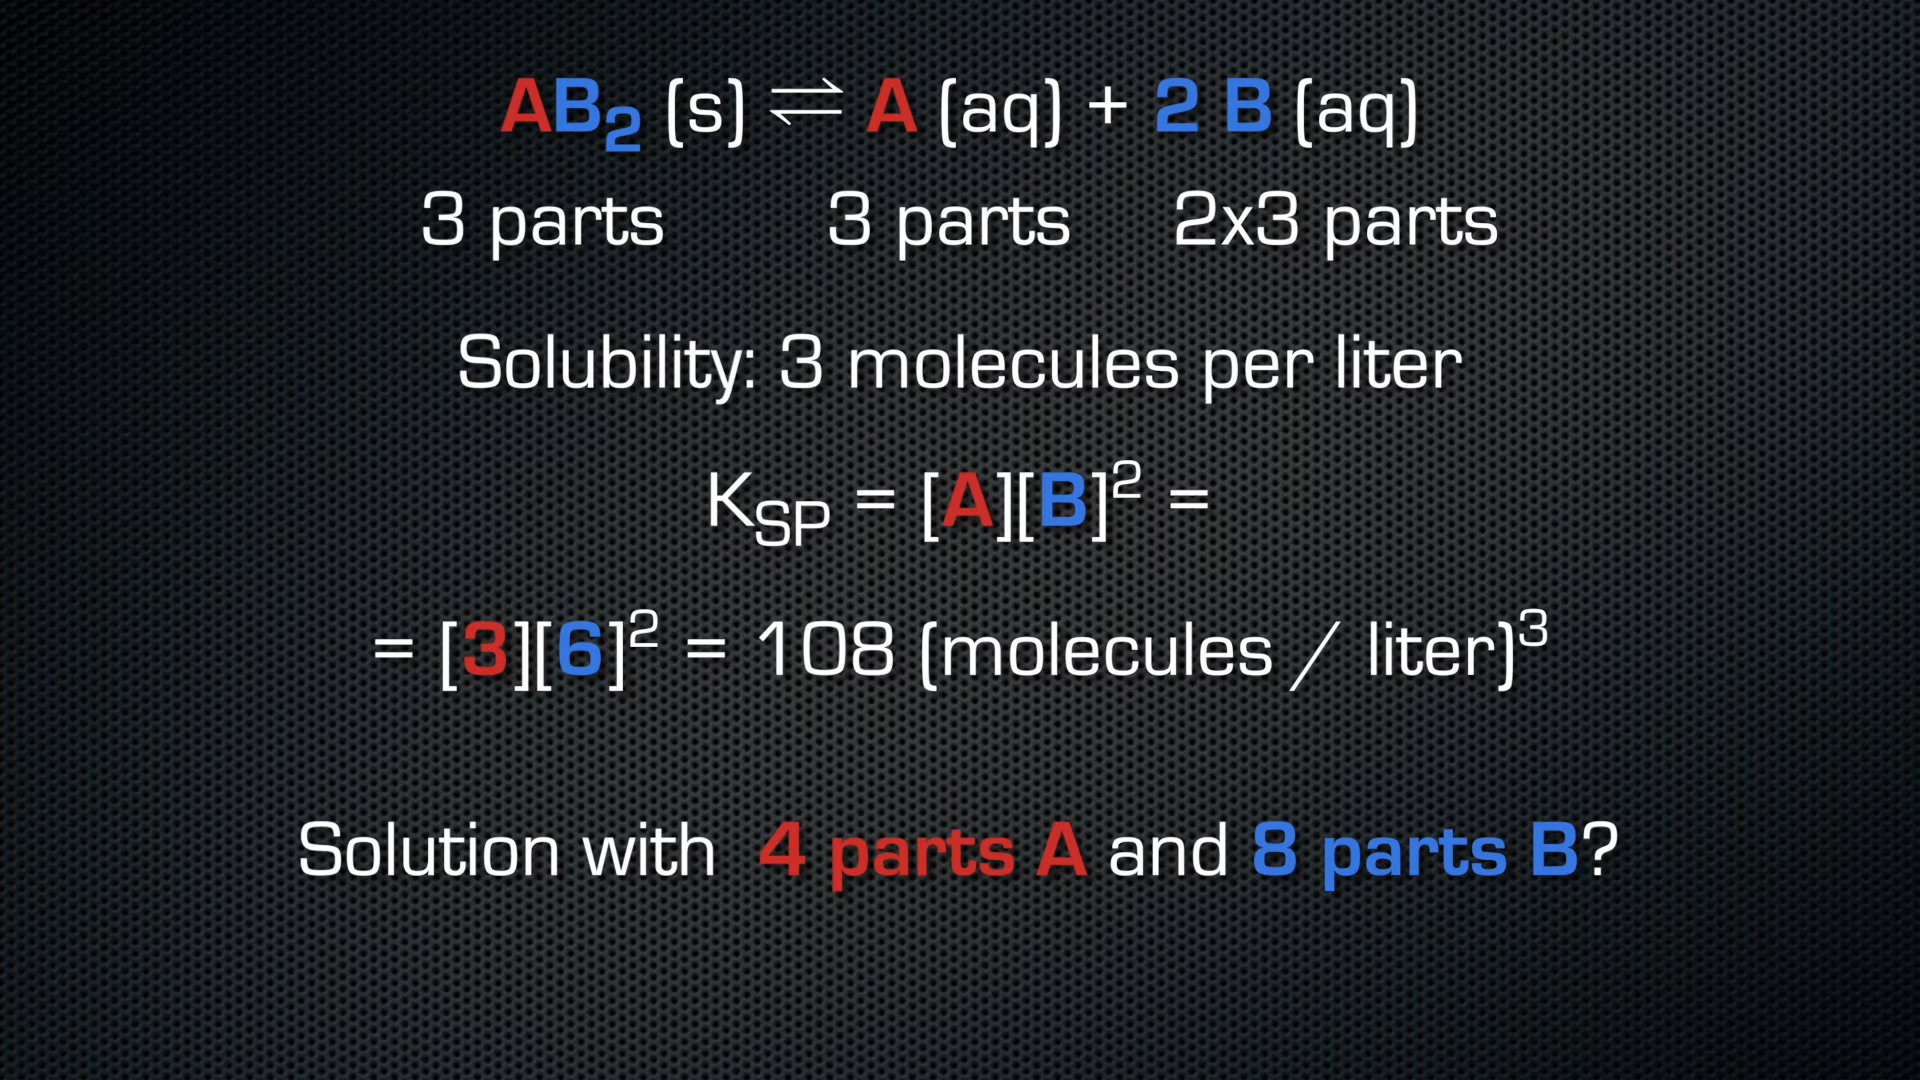 AB₂ (s) ⇌ A (aq) + 2 B (aq)
3 parts 3 parts 2x3 parts
Solubility: 3 molecules per liter
K_SP = [A][B]² =
= [3][6]² = 108 (molecules / liter)³
Solution with 4 parts A and 8 parts B?